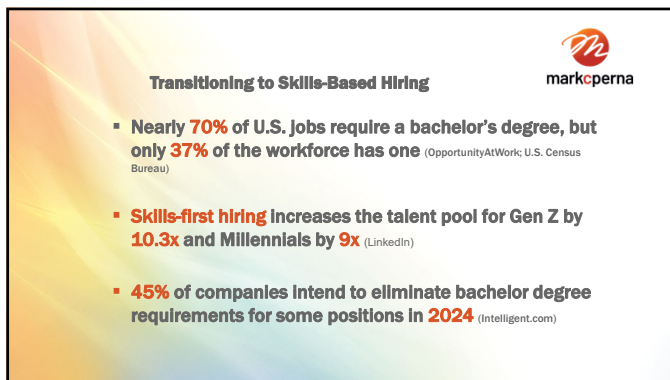 markcperna
Transitioning to Skills-Based Hiring
▪ Nearly 70% of U.S. jobs require a bachelor's degree, but
only 37% of the workforce has one (OpportunityAtWork; U.S. Census
Bureau)
▪ Skills-first hiring increases the talent pool for Gen Z by
10.3x and Millennials by 9x (LinkedIn)
▪ 45% of companies intend to eliminate bachelor degree
requirements for some positions in 2024 (Intelligent.com)